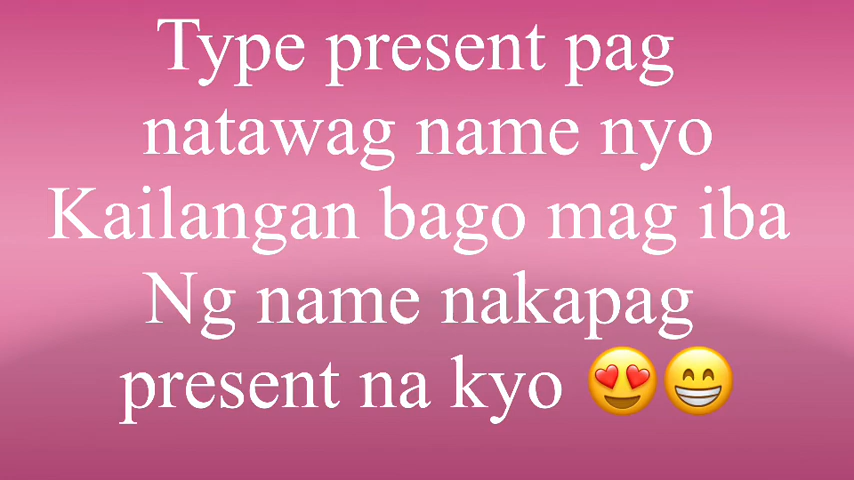 Type present pag
natawag name nyo
Kailangan bago mag iba
Ng name nakapag
present na kyo 😍😁